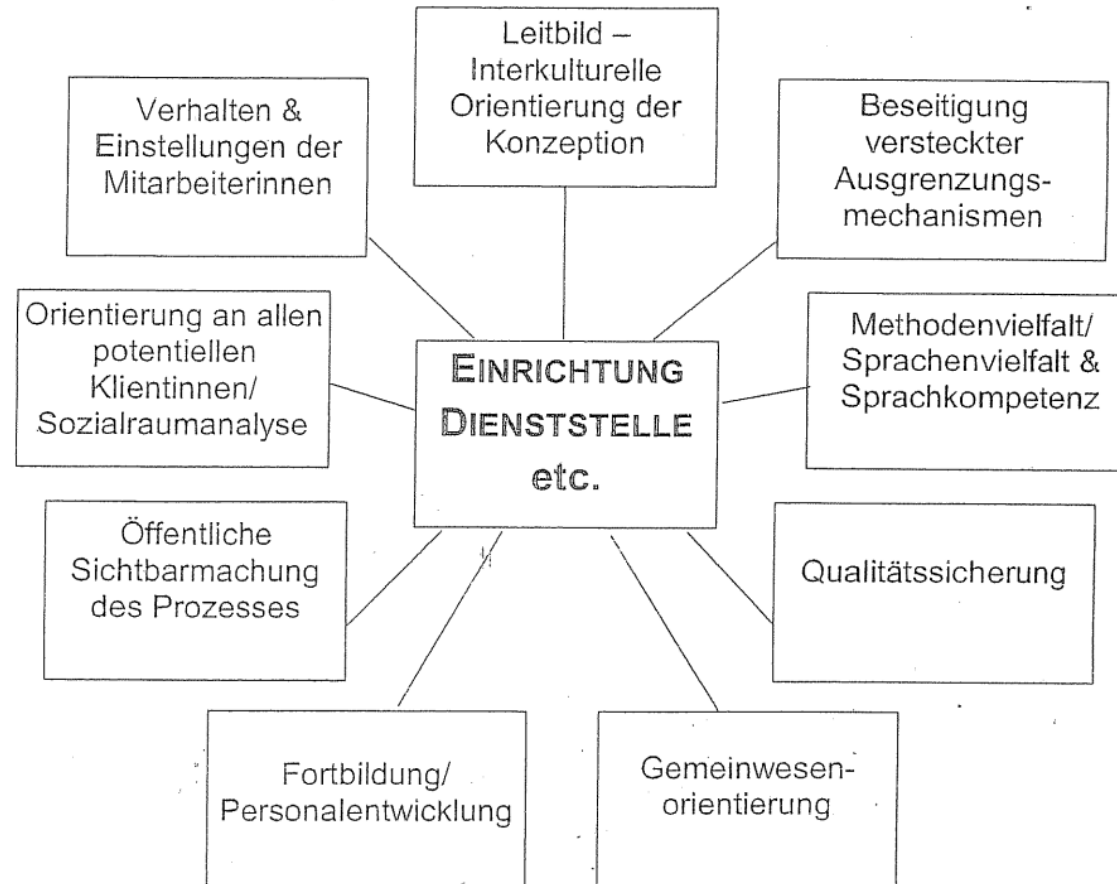 Leitbild –
Interkulturelle
Orientierung der
Konzeption
Verhalten &
Einstellungen der
Mitarbeiterinnen
Beseitigung
versteckter
Ausgrenzungs-
mechanismen
Orientierung an allen
potentiellen
Klientinnen/
Sozialraumanalyse
EINRICHTUNG
DIENSTSTELLE
etc.
Methodenvielfalt/
Sprachenvielfalt &
Sprachkompetenz
Öffentliche
Sichtbarmachung
des Prozesses
Qualitätssicherung
Fortbildung/
Personalentwicklung
Gemeinwesen-
orientierung